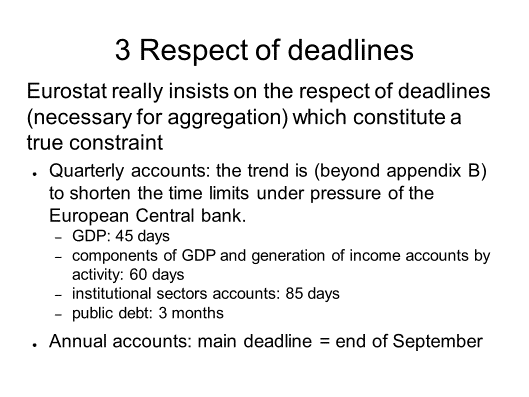 3 Respect of deadlines
Eurostat really insists on the respect of deadlines
(necessary for aggregation) which constitute a
true constraint
• Quarterly accounts: the trend is (beyond appendix B)
to shorten the time limits under pressure of the
European Central bank.
– GDP: 45 days
– components of GDP and generation of income accounts by
activity: 60 days
– institutional sectors accounts: 85 days
– public debt: 3 months
• Annual accounts: main deadline = end of September